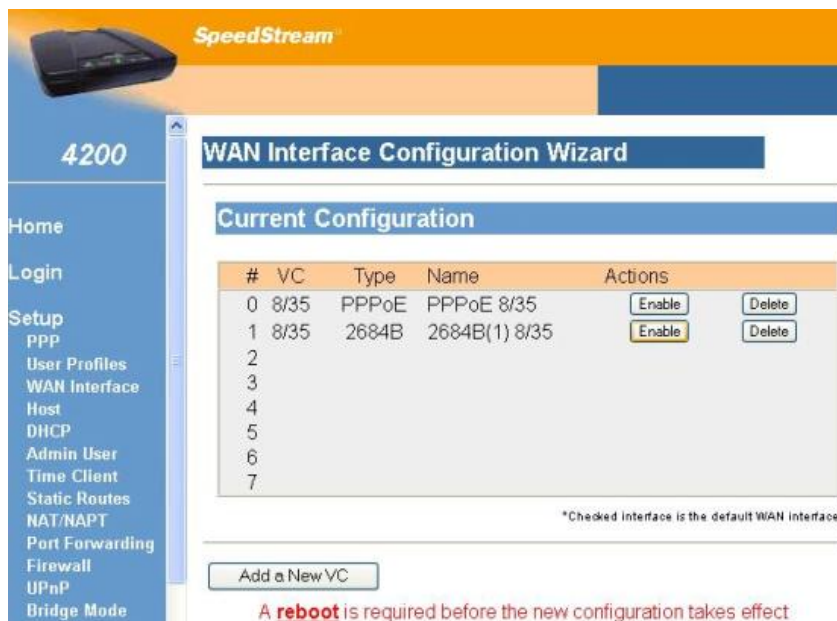 SpeedStream
4200
Home
Login
Setup
PPP
User Profiles
WAN Interface
Host
DHCP
Admin User
Time Client
Static Routes
NAT/NAPT
Port Forwarding
Firewall
UPnP
Bridge Mode
WAN Interface Configuration Wizard
Current Configuration
# VC Type Name Actions
0 8/35 PPPoE PPPoE 8/35 Enable Delete
1 8/35 2684B 2684B(1) 8/35 Enable Delete
2
3
4
5
6
7
*Checked interface is the default WAN interface
Add a New VC
A reboot is required before the new configuration takes effect